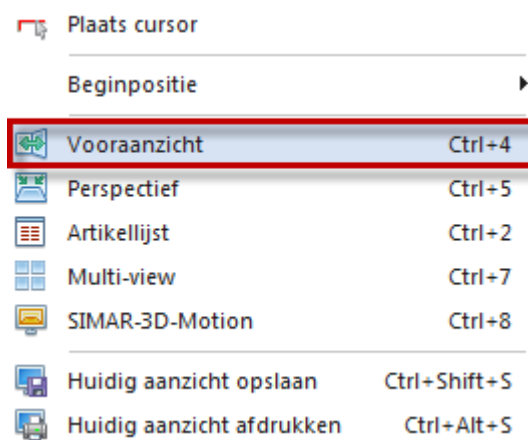 Plaats cursor
Beginpositie
Vooraanzicht Ctrl+4
Perspectief Ctrl+5
Artikellijst Ctrl+2
Multi-view Ctrl+7
SIMAR-3D-Motion Ctrl+8
Huidig aanzicht opslaan Ctrl+Shift+S
Huidig aanzicht afdrukken Ctrl+Alt+S